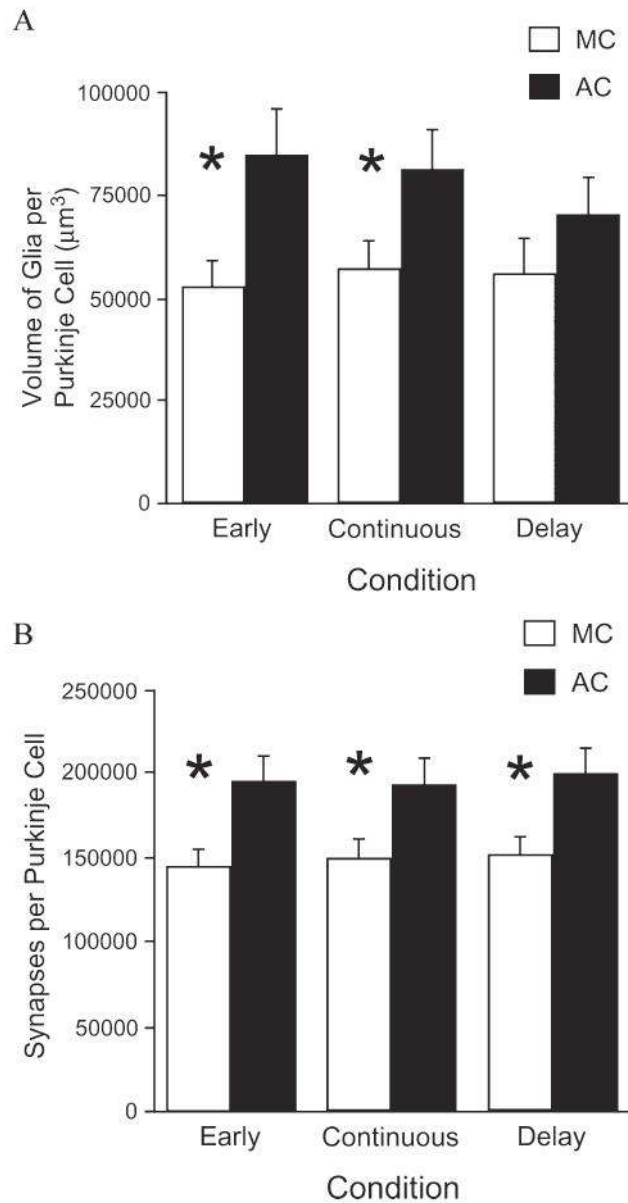 A
MC
AC
Volume of Glia per
Purkinje Cell (μm³)
100000
75000
50000
25000
0
*
*
Early Continuous Delay
Condition
B
MC
AC
Synapses per Purkinje Cell
250000
200000
150000
100000
50000
0
*
*
*
Early Continuous Delay
Condition